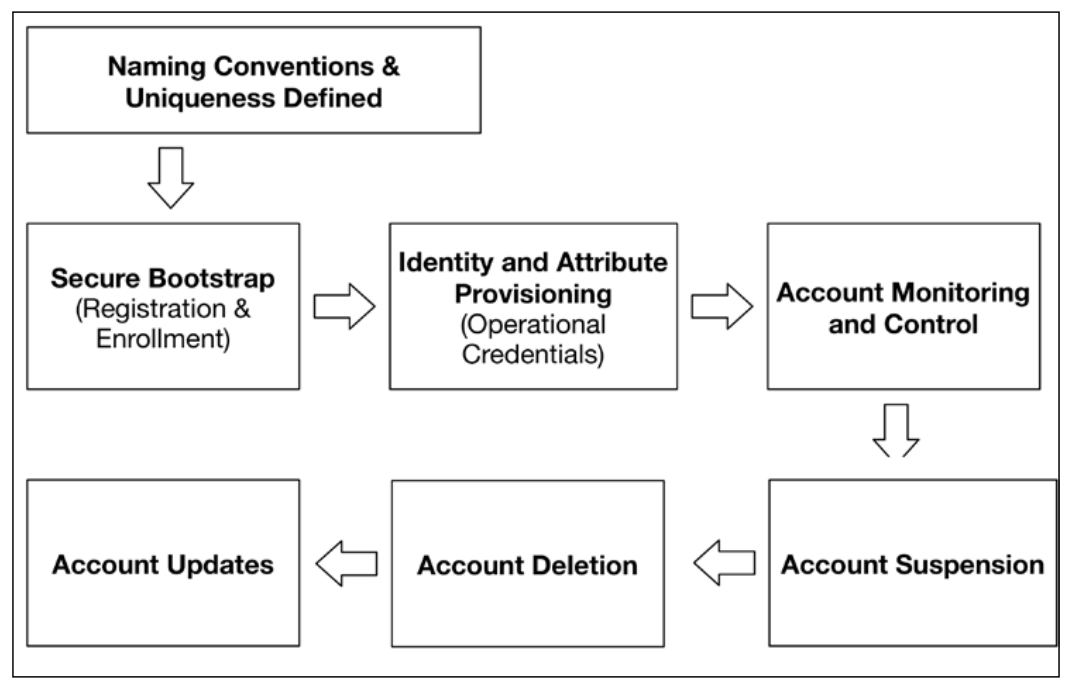 Naming Conventions &
Uniqueness Defined
Secure Bootstrap
(Registration &
Enrollment)
Identity and Attribute
Provisioning
(Operational
Credentials)
Account Monitoring
and Control
Account Updates
Account Deletion
Account Suspension